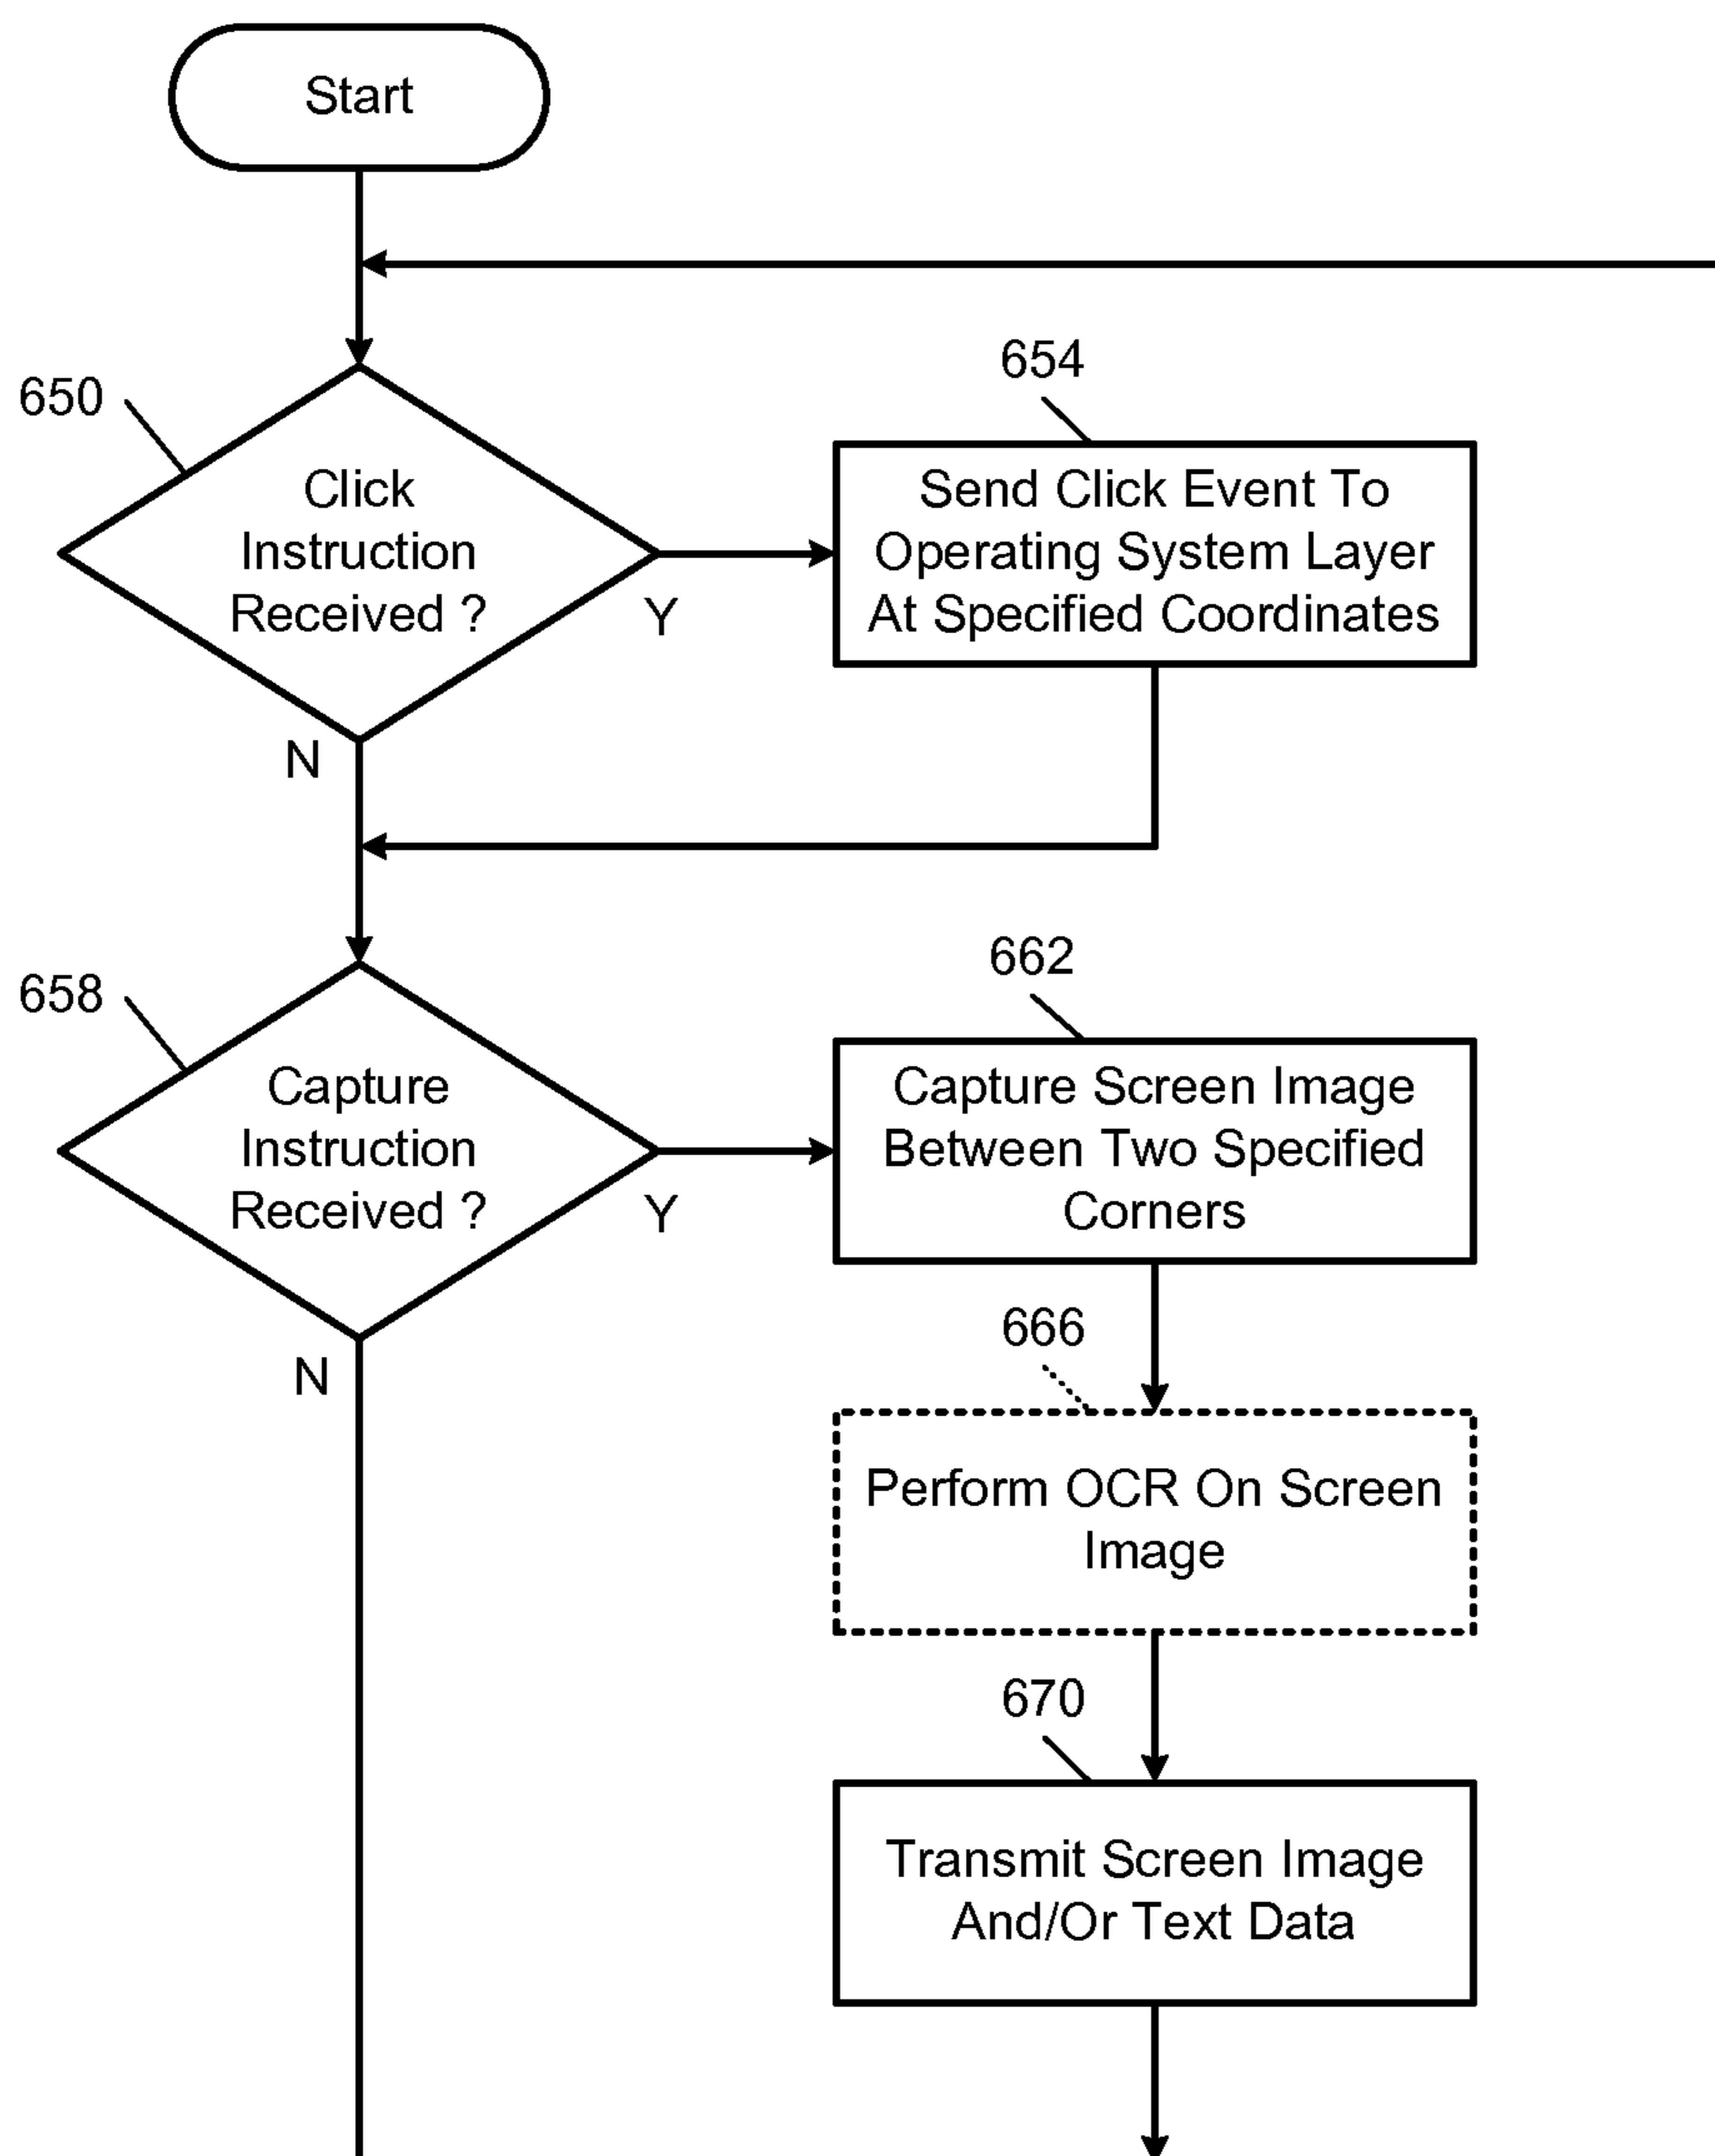 Start
650
Click
Instruction
Received ?
Y
N
654
Send Click Event To
Operating System Layer
At Specified Coordinates
658
Capture
Instruction
Received ?
Y
N
662
Capture Screen Image
Between Two Specified
Corners
666
Perform OCR On Screen
Image
670
Transmit Screen Image
And/Or Text Data